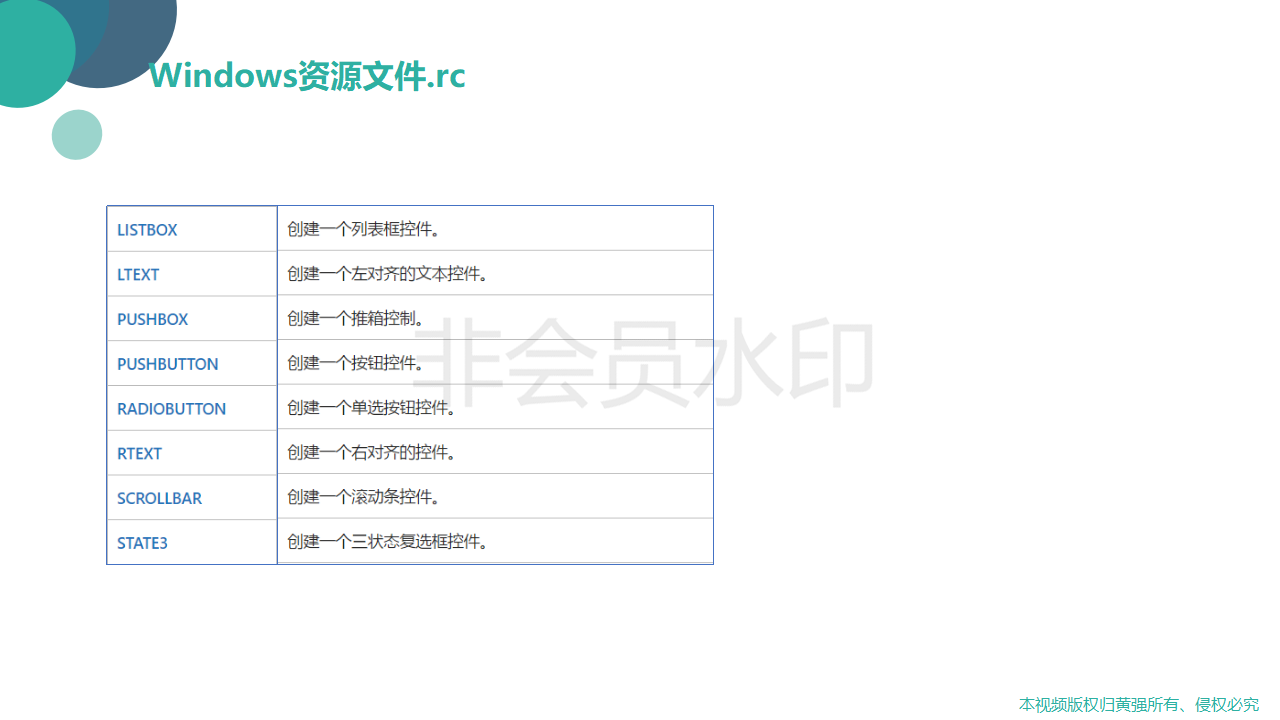 Windows资源文件.rc
LISTBOX 创建一个列表框控件。
LTEXT 创建一个左对齐的文本控件。
PUSHBOX 创建一个推箱控制。
PUSHBUTTON 创建一个按钮控件。
RADIOBUTTON 创建一个单选按钮控件。
RTEXT 创建一个右对齐的控件。
SCROLLBAR 创建一个滚动条控件。
STATE3 创建一个三状态复选框控件。
非会员水印
本视频版权归黄强所有、侵权必究